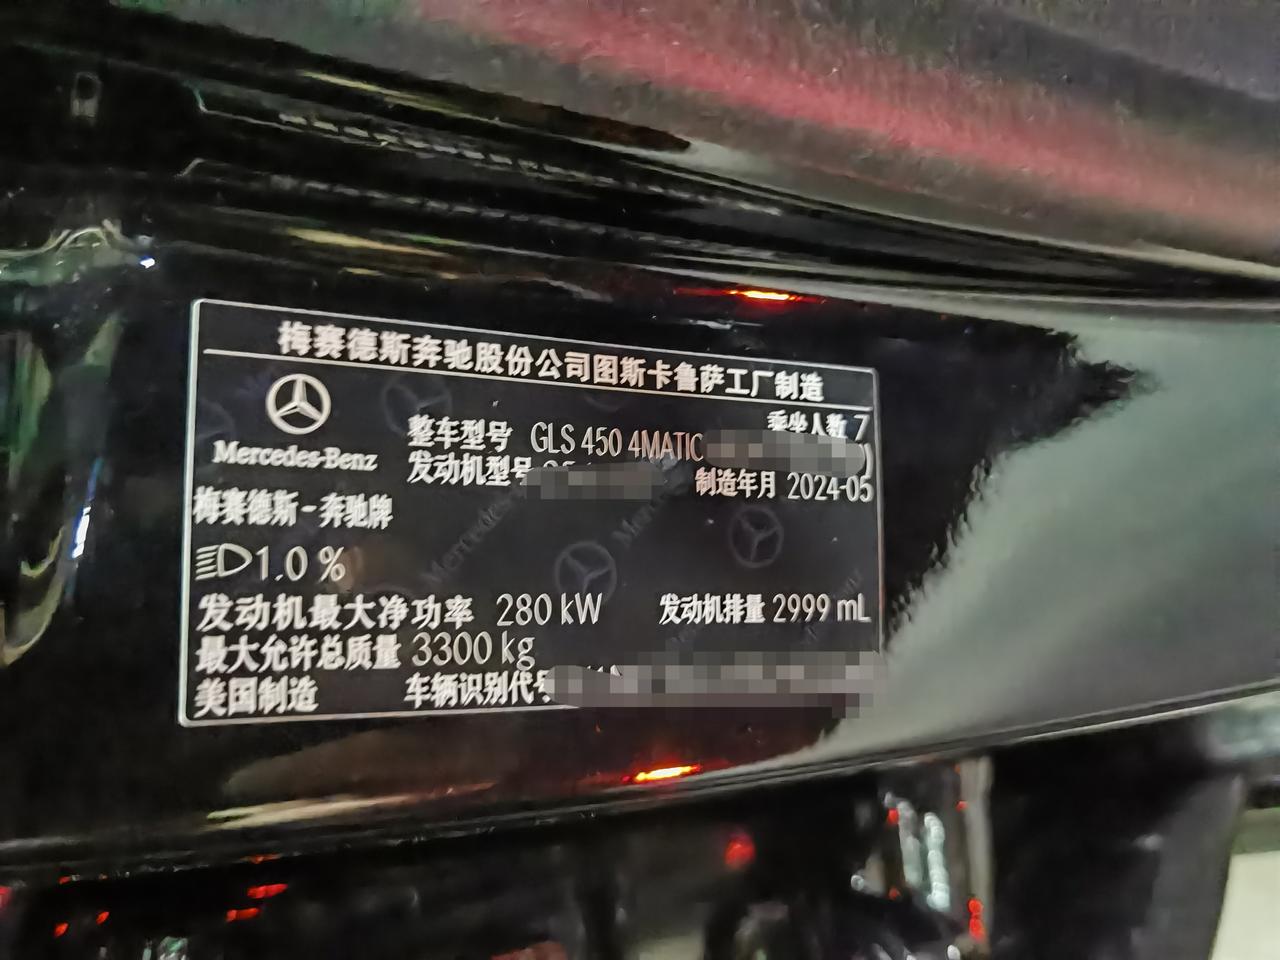 梅赛德斯奔驰股份公司图斯卡鲁萨工厂制造
Mercedes-Benz
乘坐人数 7
整车型号 GLS 450 4MATIC
发动机型号
制造年月 2024-05
梅赛德斯-奔驰牌
1.0 %
发动机最大净功率 280 kW
发动机排量 2999 mL
最大允许总质量 3300 kg
美国制造
车辆识别代号